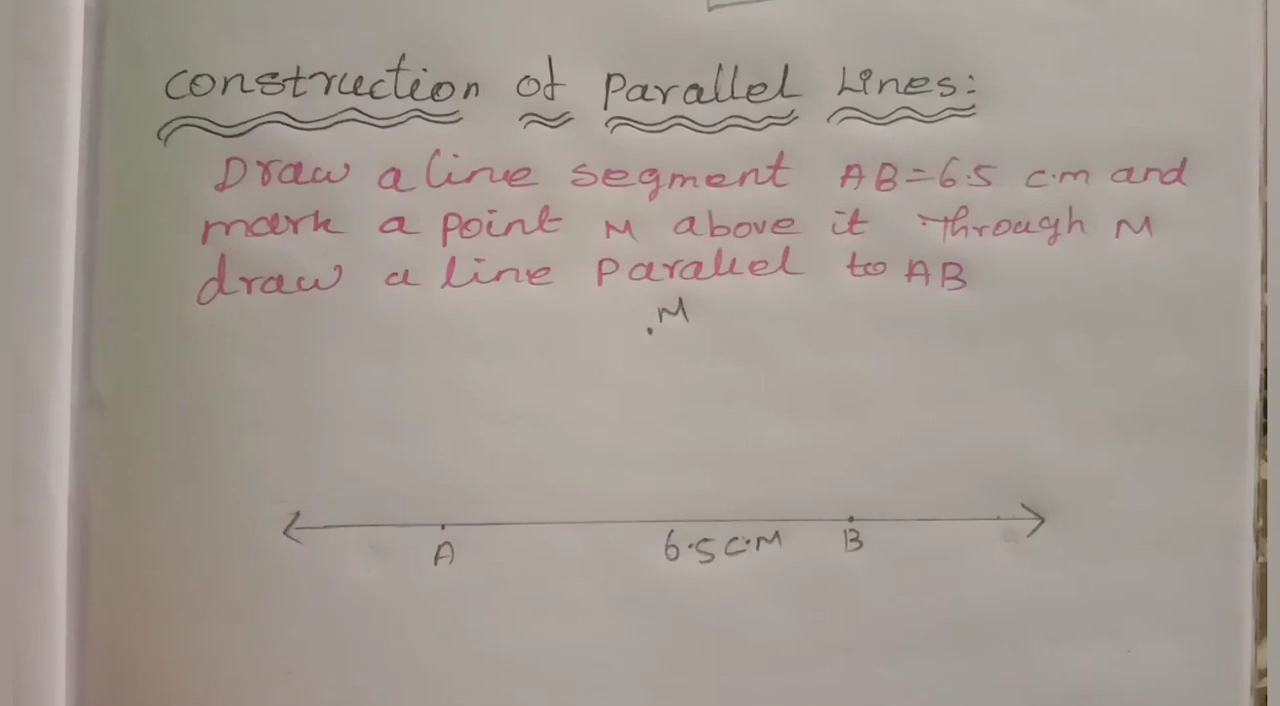 construction of Parallel Lines:
Draw a line segment AB=6.5 c.m and
mark a point M above it Through M
draw a line Parallel to AB
.M
A 6.5 C.M B